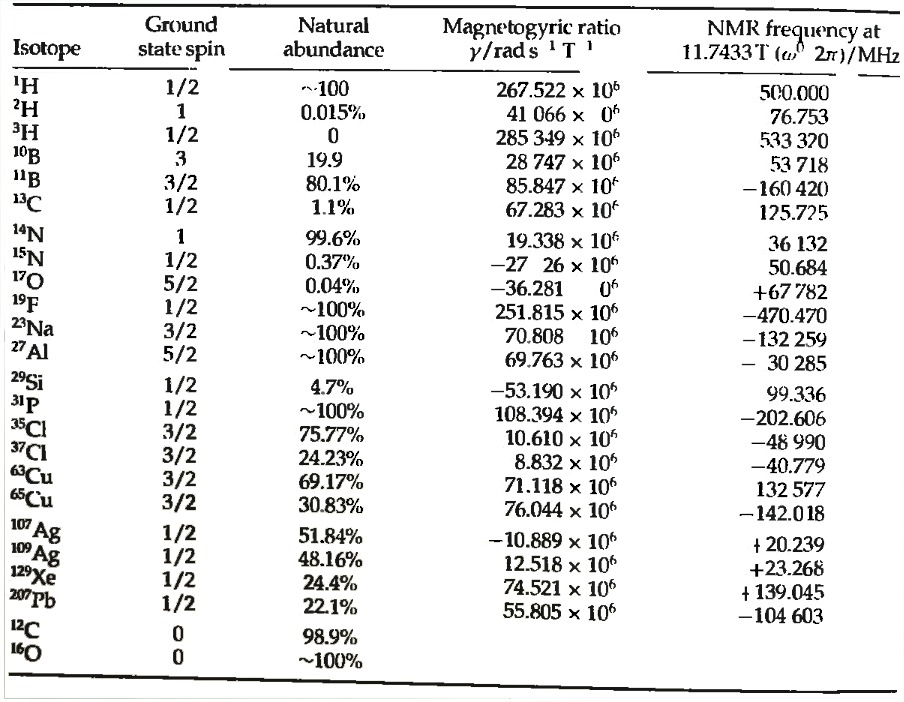 Isotope Ground state spin Natural abundance Magnetogyric ratio γ/rad s ¹ T ¹ NMR frequency at 11.7433 T (ω⁰ 2π)/MHz
¹H 1/2 ~100 267.522 × 10⁶ 500.000
²H 1 0.015% 41 066 × 0⁶ 76.753
³H 1/2 0 285 349 × 10⁶ 533 320
¹⁰B 3 19.9 28 747 × 10⁶ 53 718
¹¹B 3/2 80.1% 85.847 × 10⁶ −160 420
¹³C 1/2 1.1% 67.283 × 10⁶ 125.725
¹⁴N 1 99.6% 19.338 × 10⁶ 36 132
¹⁵N 1/2 0.37% −27 26 × 10⁶ 50.684
¹⁷O 5/2 0.04% −36.281 0⁶ +67 782
¹⁹F 1/2 ~100% 251.815 × 10⁶ −470.470
²³Na 3/2 ~100% 70.808 10⁶ −132 259
²⁷Al 5/2 ~100% 69.763 × 10⁶ − 30 285
²⁹Si 1/2 4.7% −53.190 × 10⁶ 99.336
³¹P 1/2 ~100% 108.394 × 10⁶ −202.606
³⁵Cl 3/2 75.77% 10.610 × 10⁶ −48 990
³⁷Cl 3/2 24.23% 8.832 × 10⁶ −40.779
⁶³Cu 3/2 69.17% 71.118 × 10⁶ 132 577
⁶⁵Cu 3/2 30.83% 76.044 × 10⁶ −142.018
¹⁰⁷Ag 1/2 51.84% −10.889 × 10⁶ +20.239
¹⁰⁹Ag 1/2 48.16% 12.518 × 10⁶ +23.268
¹²⁹Xe 1/2 24.4% 74.521 × 10⁶ +139.045
²⁰⁷Pb 1/2 22.1% 55.805 × 10⁶ −104 603
¹²C 0 98.9%
¹⁶O 0 ~100%